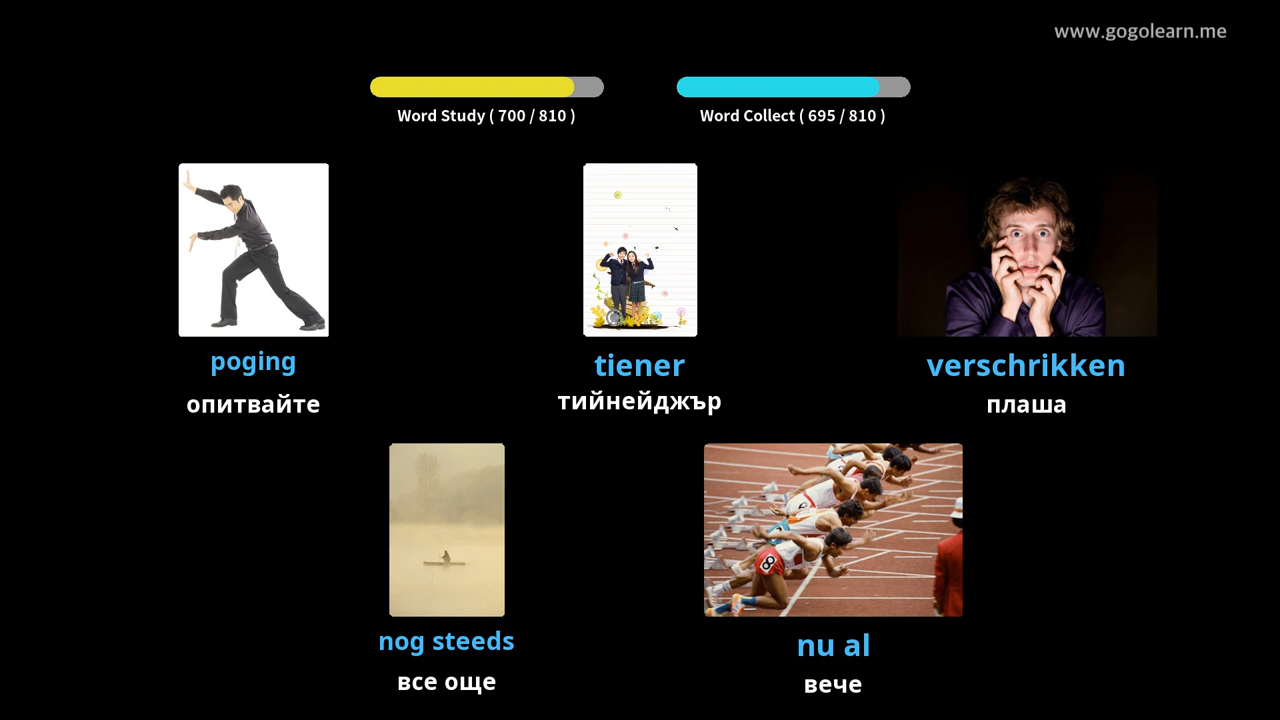 www.gogolearn.me
Word Study ( 700 / 810 )
Word Collect ( 695 / 810 )
poging
опитвайте
tiener
тийнейджър
verschrikken
плаша
nog steeds
все още
nu al
вече